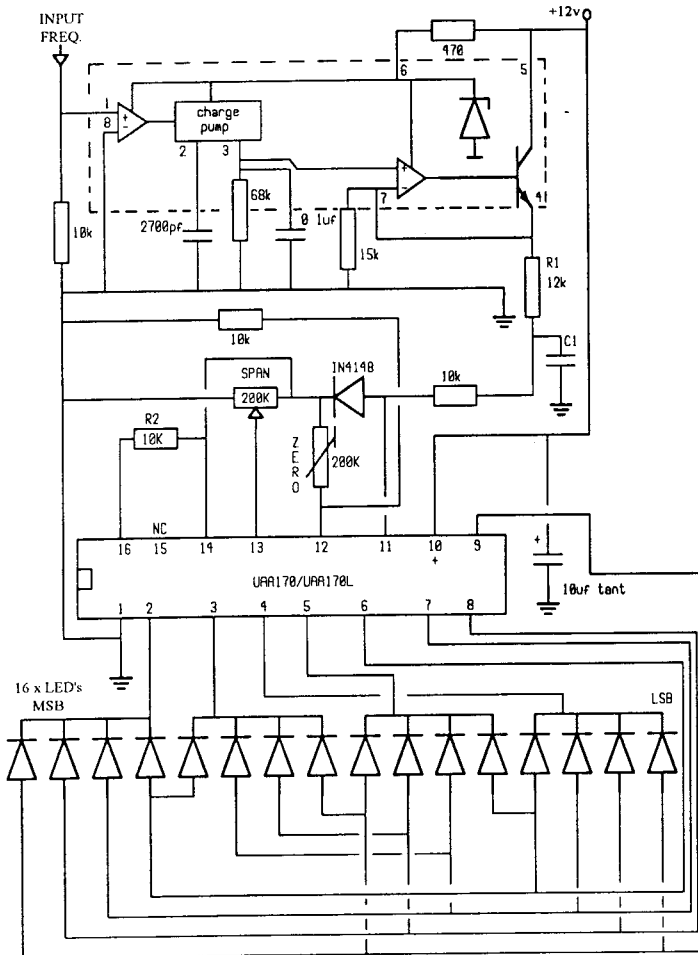 INPUT
FREQ.
+12v
470
6
5
1
8
+
-
charge
pump
2
3
+
-
7
4
68k
10k
2700pf
0 1uf
15k
R1
12k
10k
C1
IN4148
SPAN
200K
10k
R2
10K
ZERO
200K
NC
16 15 14 13 12 11 10 9
+
+
UAA170/UAA170L
10uf tant
1 2 3 4 5 6 7 8
16 x LED's
MSB
LSB